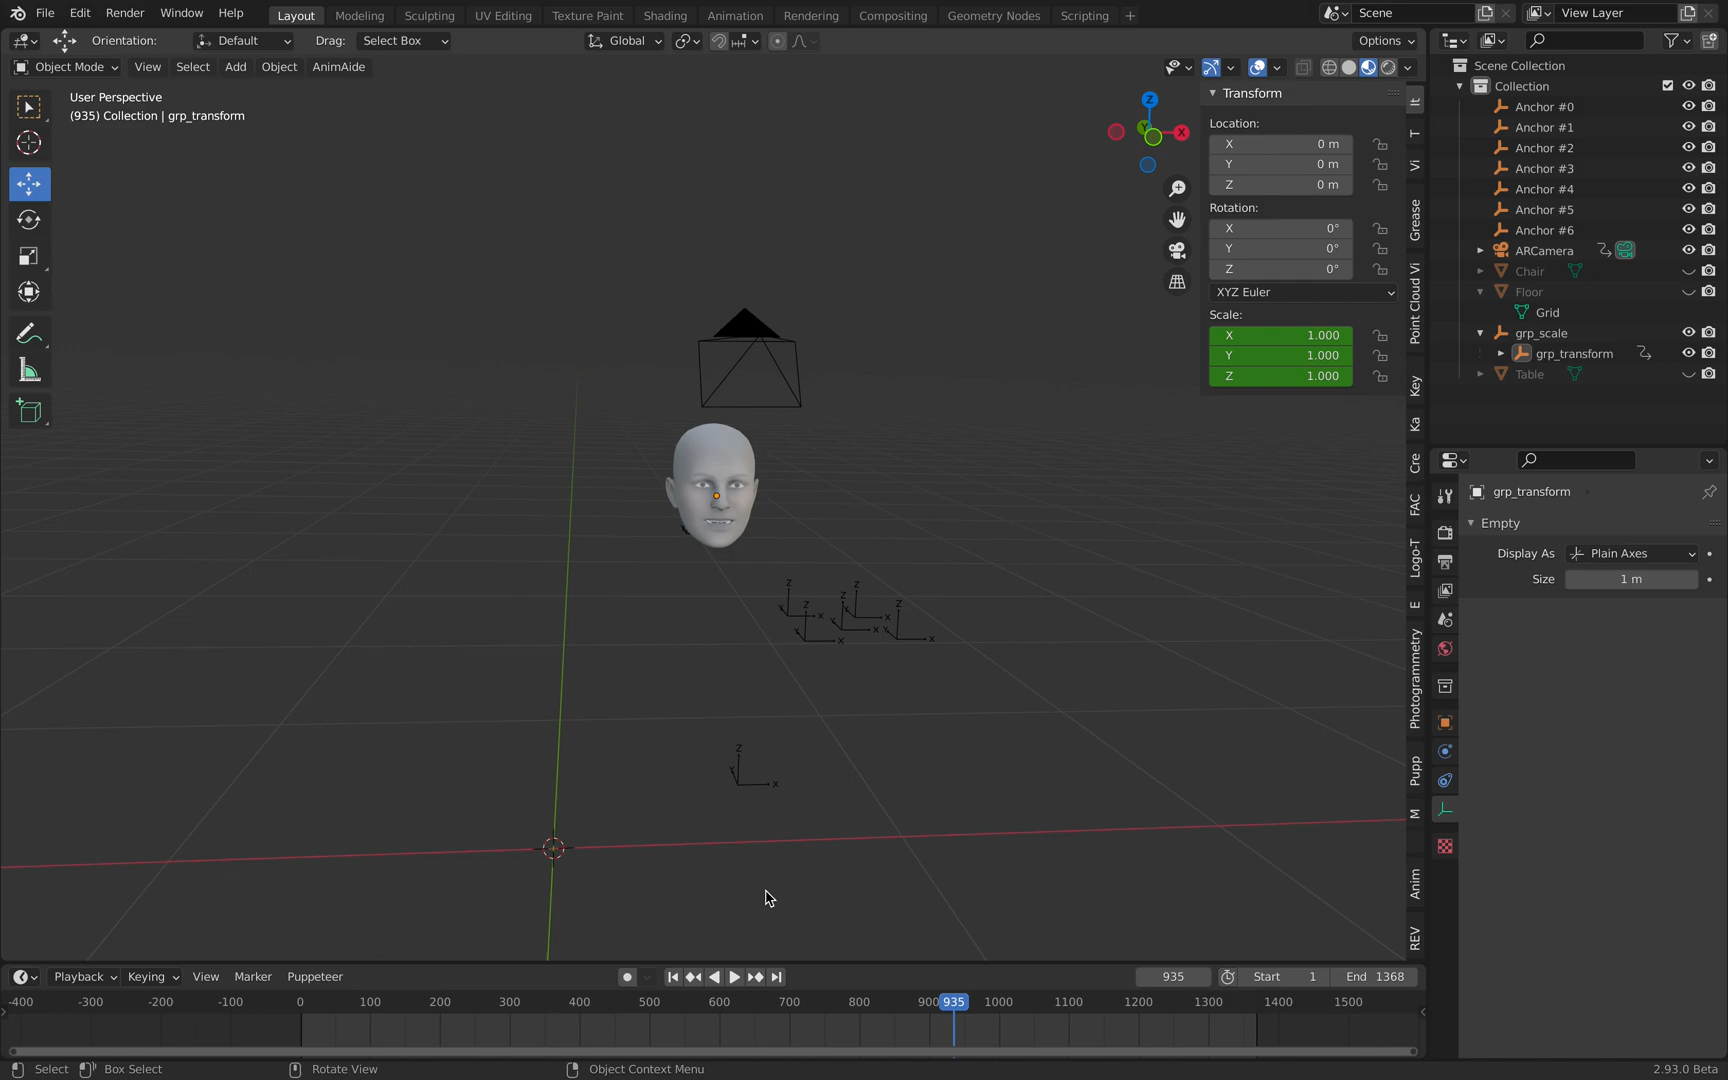 File Edit Render Window Help Layout Modeling Sculpting UV Editing Texture Paint Shading Animation Rendering Compositing Geometry Nodes Scripting Scene View Layer
Orientation: Default Drag: Select Box Global Options
Object Mode View Select Add Object AnimAide
User Perspective
(935) Collection | grp_transform
Z
X
Y
Transform
Location:
X 0 m
Y 0 m
Z 0 m
Rotation:
X 0°
Y 0°
Z 0°
XYZ Euler
Scale:
X 1.000
Y 1.000
Z 1.000
It
T
Vi
Grease
Point Cloud Vi
Key
Ka
Cre
FAC
Logo-T
E
Photogrammetry
Pupp
M
Anim
REV
Scene Collection
Collection
Anchor #0
Anchor #1
Anchor #2
Anchor #3
Anchor #4
Anchor #5
Anchor #6
ARCamera
Chair
Floor
Grid
grp_scale
grp_transform
Table
grp_transform
Empty
Display As Plain Axes
Size 1 m
Playback Keying View Marker Puppeteer 935 Start 1 End 1368
-400 -300 -200 -100 0 100 200 300 400 500 600 700 800 900 935 1000 1100 1200 1300 1400 1500
Select Box Select Rotate View Object Context Menu 2.93.0 Beta